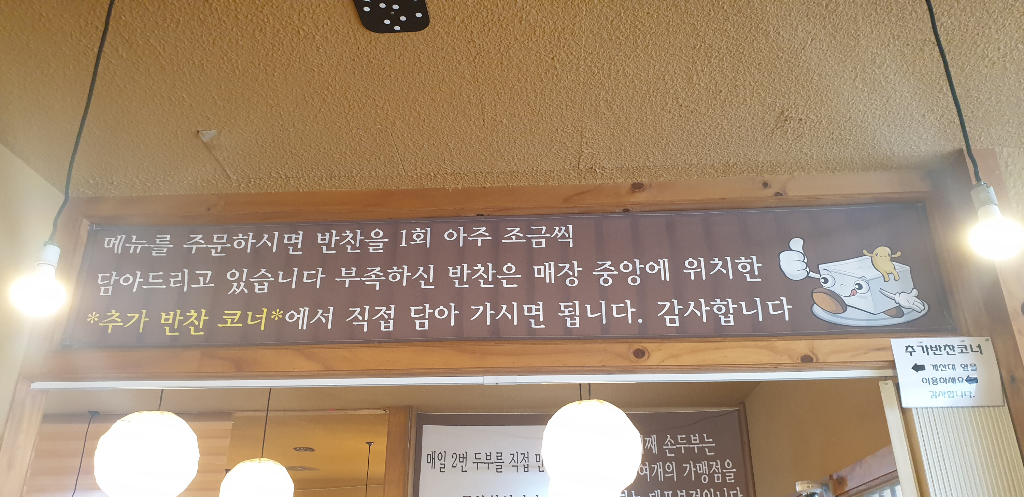 메뉴를 주문하시면 반찬을 1회 아주 조금씩
담아드리고 있습니다 부족하신 반찬은 매장 중앙에 위치한
*추가 반찬 코너*에서 직접 담아 가시면 됩니다. 감사합니다
추가반찬코너
계산대 옆을
이용하세요
감사합니다.
매일 2번 두부를 직접
손두부는
가맹점을